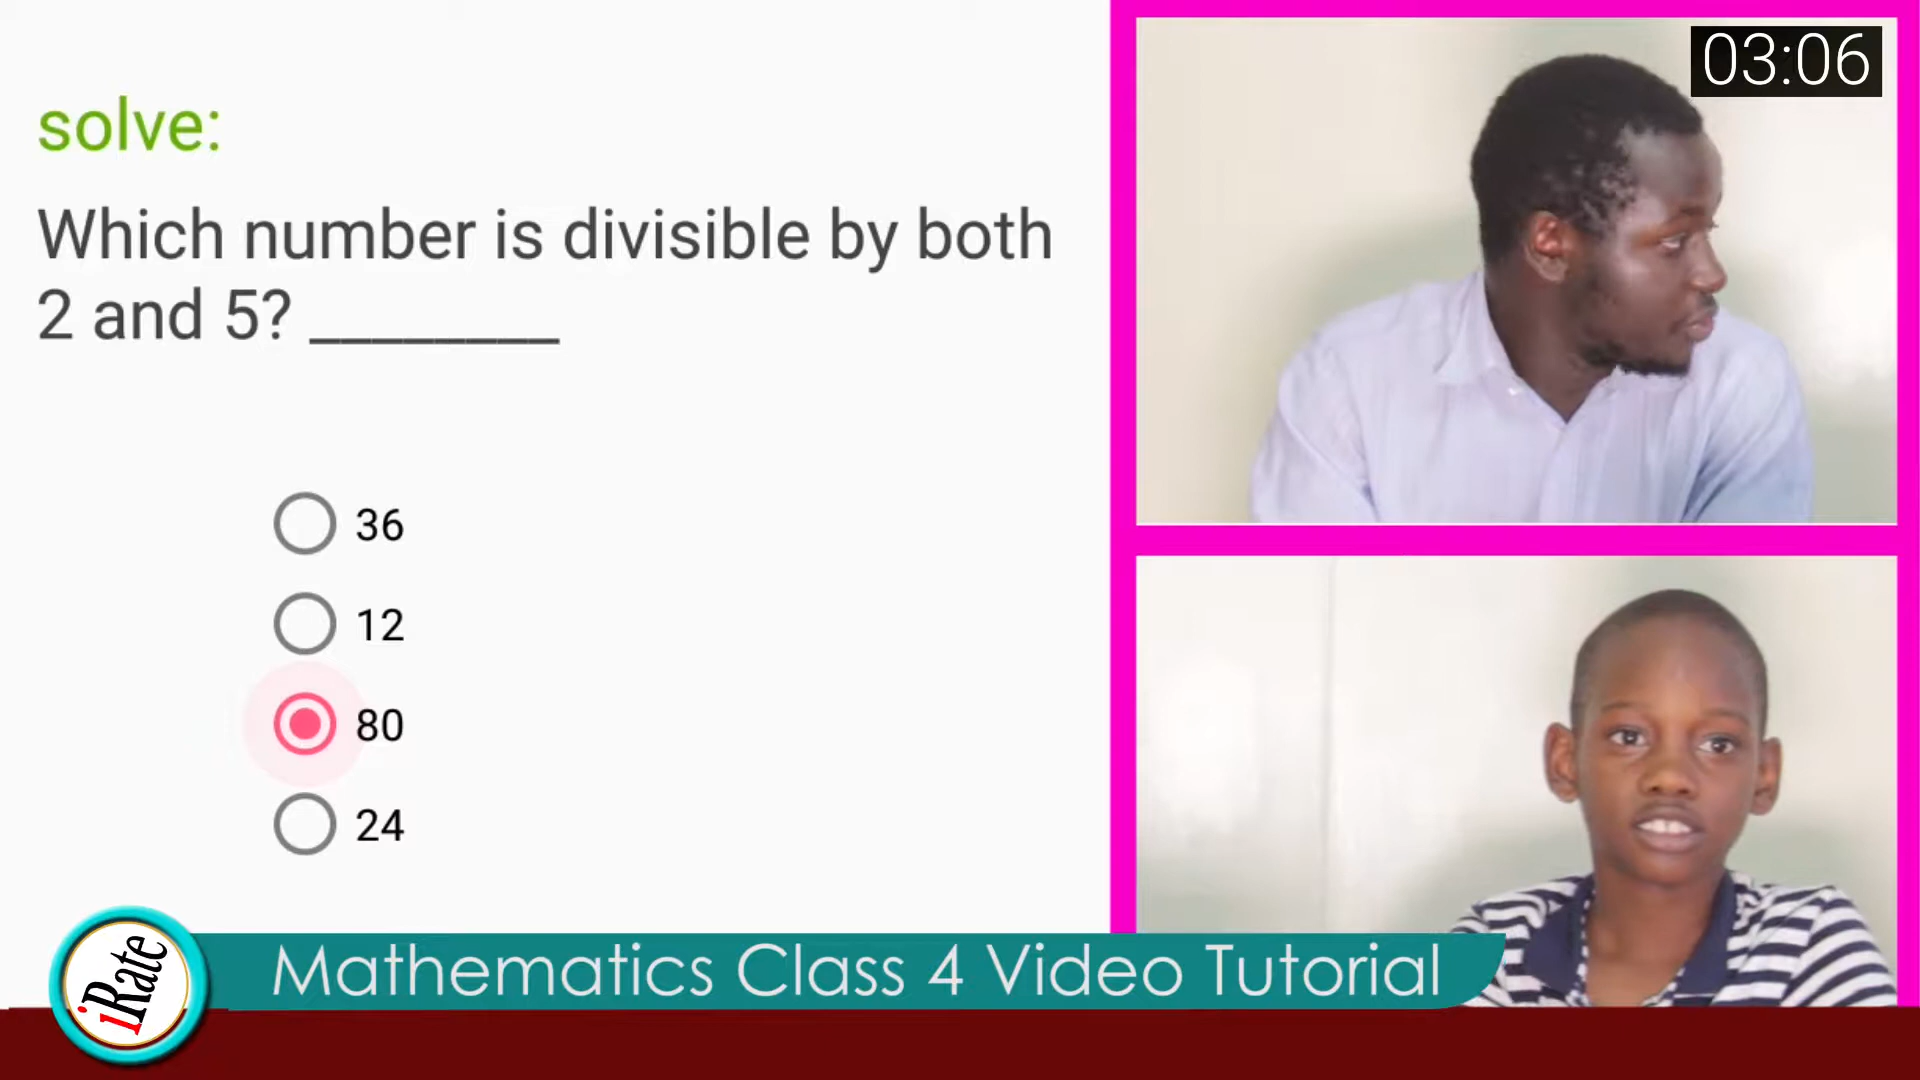 03:06
solve:
Which number is divisible by both
2 and 5? ________
36
12
80
24
iRate
Mathematics Class 4 Video Tutorial